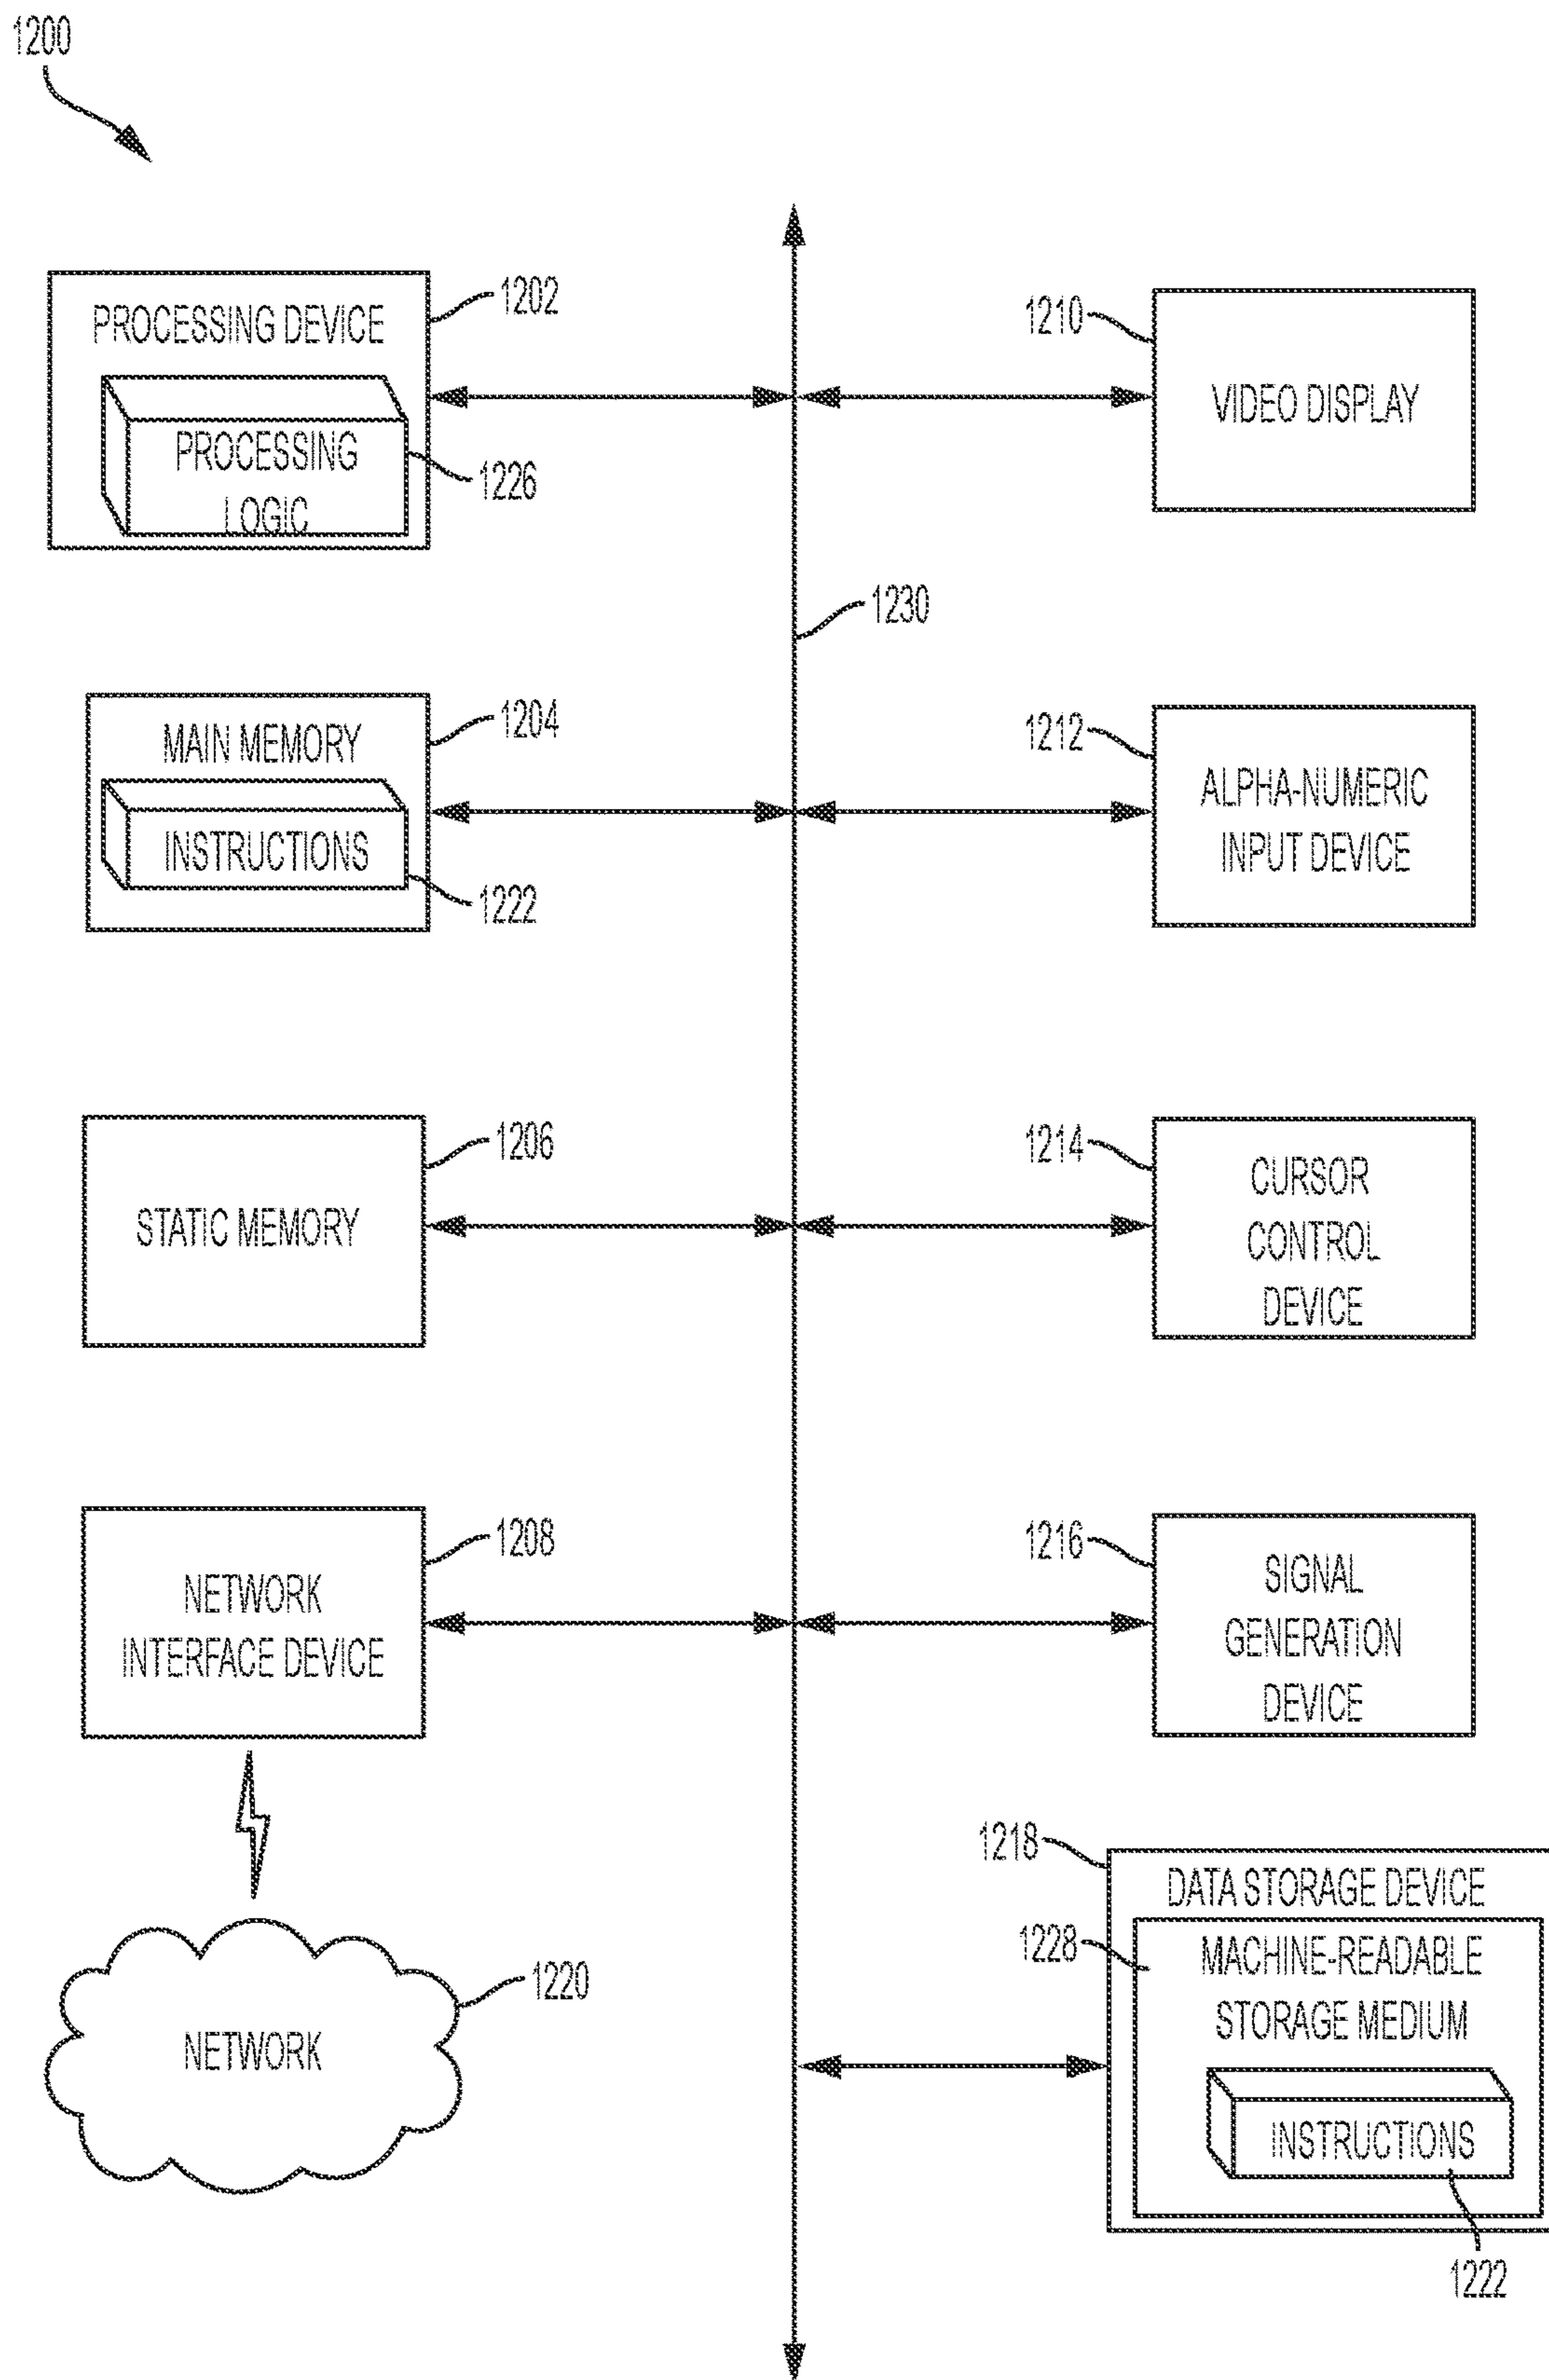 1200
PROCESSING DEVICE
1202
PROCESSING
LOGIC
1226
1210
VIDEO DISPLAY
1230
MAIN MEMORY
1204
INSTRUCTIONS
1222
1212
ALPHA-NUMERIC
INPUT DEVICE
STATIC MEMORY
1206
1214
CURSOR
CONTROL
DEVICE
NETWORK
INTERFACE DEVICE
1208
1216
SIGNAL
GENERATION
DEVICE
NETWORK
1220
1218
DATA STORAGE DEVICE
1228
MACHINE-READABLE
STORAGE MEDIUM
INSTRUCTIONS
1222